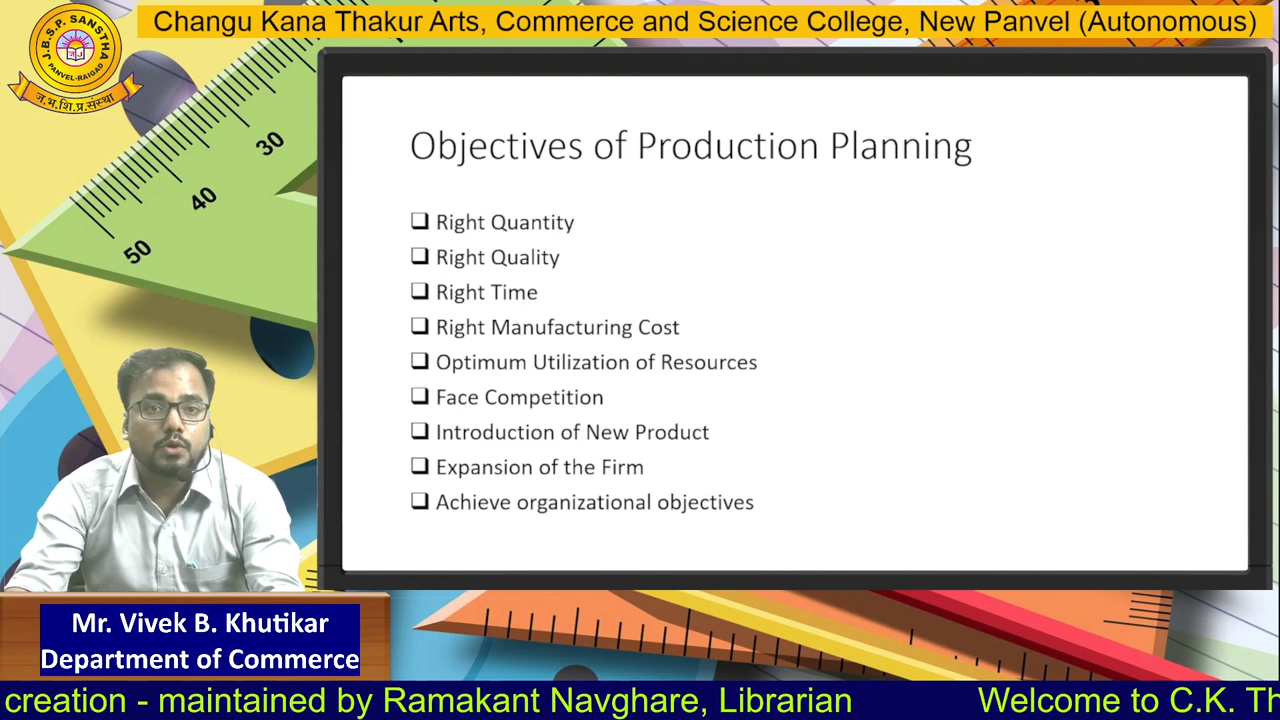 Changu Kana Thakur Arts, Commerce and Science College, New Panvel (Autonomous)
J.B.S.P. SANSTHA
PANVEL-RAIGAD
ज.भ.शि.प्र.संस्था
30
40
50
Objectives of Production Planning
Right Quantity
Right Quality
Right Time
Right Manufacturing Cost
Optimum Utilization of Resources
Face Competition
Introduction of New Product
Expansion of the Firm
Achieve organizational objectives
Mr. Vivek B. Khutikar
Department of Commerce
creation - maintained by Ramakant Navghare, Librarian Welcome to C.K. Th